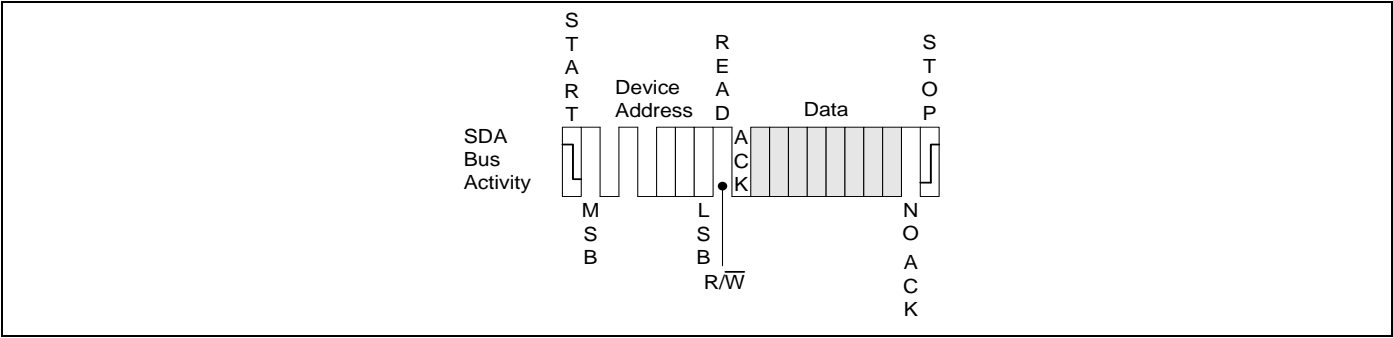 START
READ
STOP
Device
Address
Data
SDA
Bus
Activity
ACK
MSB
LSB
NO ACK
R/W̅